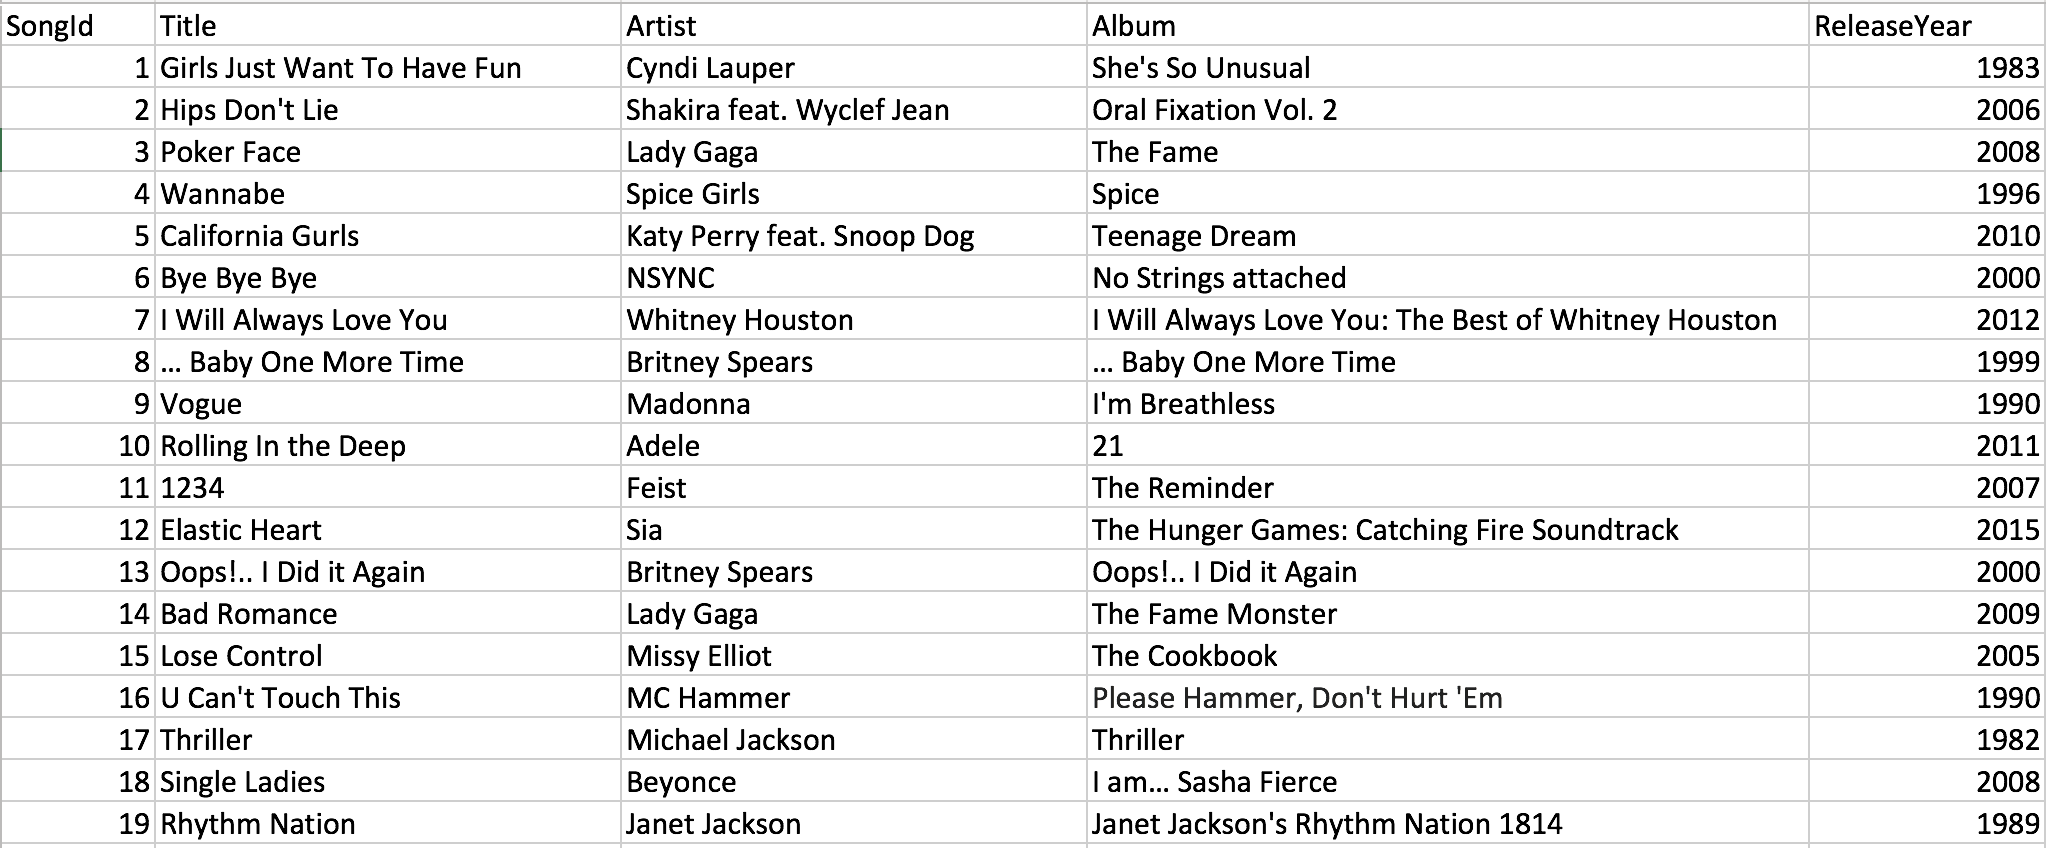 SongId Title Artist Album ReleaseYear
1 Girls Just Want To Have Fun Cyndi Lauper She's So Unusual 1983
2 Hips Don't Lie Shakira feat. Wyclef Jean Oral Fixation Vol. 2 2006
3 Poker Face Lady Gaga The Fame 2008
4 Wannabe Spice Girls Spice 1996
5 California Gurls Katy Perry feat. Snoop Dog Teenage Dream 2010
6 Bye Bye Bye NSYNC No Strings attached 2000
7 I Will Always Love You Whitney Houston I Will Always Love You: The Best of Whitney Houston 2012
8 ... Baby One More Time Britney Spears ... Baby One More Time 1999
9 Vogue Madonna I'm Breathless 1990
10 Rolling In the Deep Adele 21 2011
11 1234 Feist The Reminder 2007
12 Elastic Heart Sia The Hunger Games: Catching Fire Soundtrack 2015
13 Oops!.. I Did it Again Britney Spears Oops!.. I Did it Again 2000
14 Bad Romance Lady Gaga The Fame Monster 2009
15 Lose Control Missy Elliot The Cookbook 2005
16 U Can't Touch This MC Hammer Please Hammer, Don't Hurt 'Em 1990
17 Thriller Michael Jackson Thriller 1982
18 Single Ladies Beyonce I am... Sasha Fierce 2008
19 Rhythm Nation Janet Jackson Janet Jackson's Rhythm Nation 1814 1989